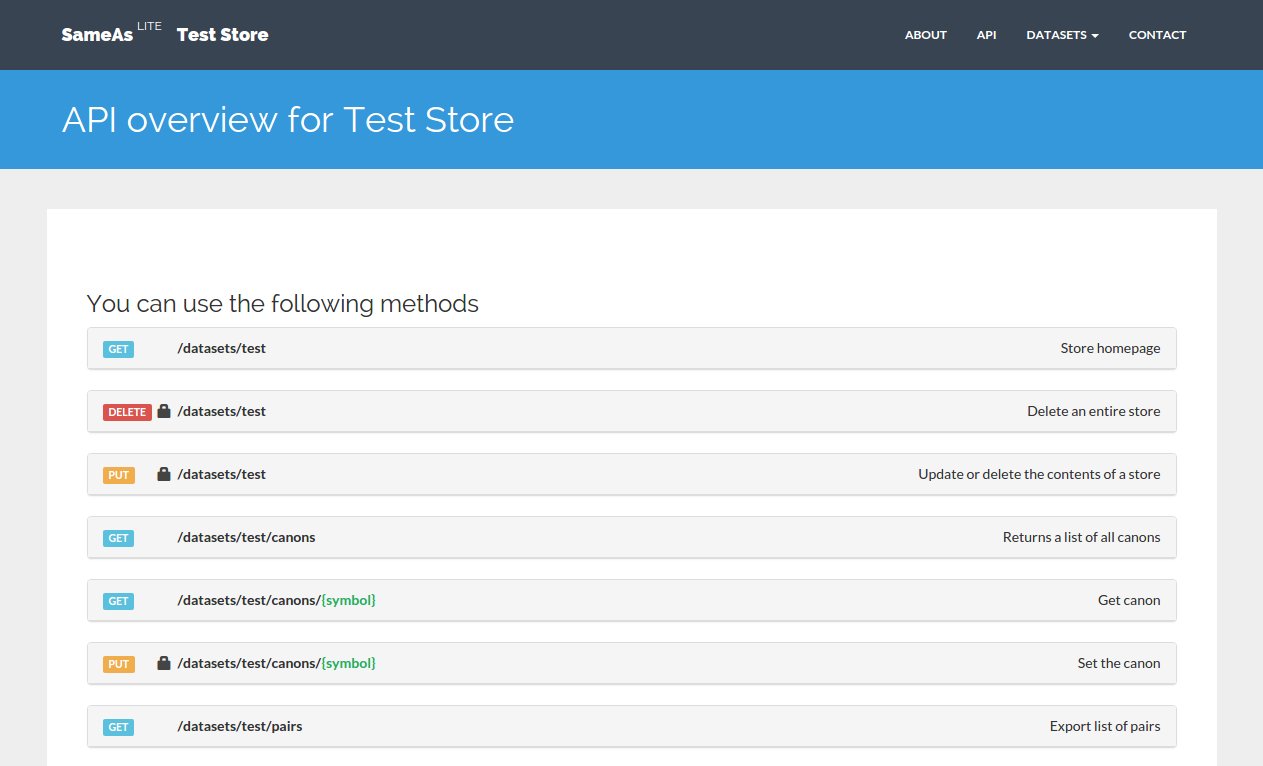 SameAs LITE Test Store ABOUT API DATASETS CONTACT
API overview for Test Store
You can use the following methods
GET /datasets/test Store homepage
DELETE /datasets/test Delete an entire store
PUT /datasets/test Update or delete the contents of a store
GET /datasets/test/canons Returns a list of all canons
GET /datasets/test/canons/{symbol} Get canon
PUT /datasets/test/canons/{symbol} Set the canon
GET /datasets/test/pairs Export list of pairs